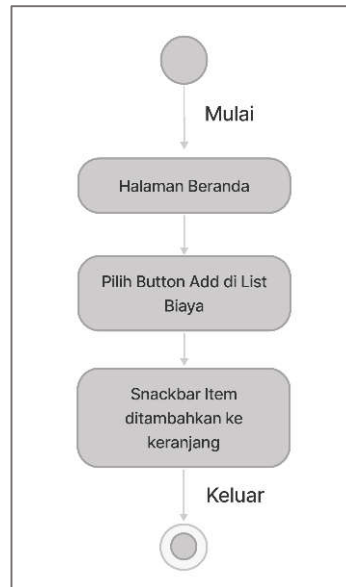 Mulai
Halaman Beranda
Pilih Button Add di List
Biaya
Snackbar Item
ditambahkan ke
keranjang
Keluar